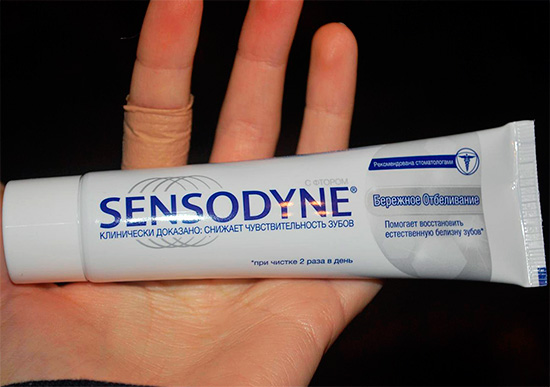 С ФТОРОМ
SENSODYNE®
КЛИНИЧЕСКИ ДОКАЗАНО: СНИЖАЕТ ЧУВСТВИТЕЛЬНОСТЬ ЗУБОВ
*при чистке 2 раза в день
Рекомендована стоматологами
Бережное Отбеливание
Помогает восстановить
естественную белизну зубов*